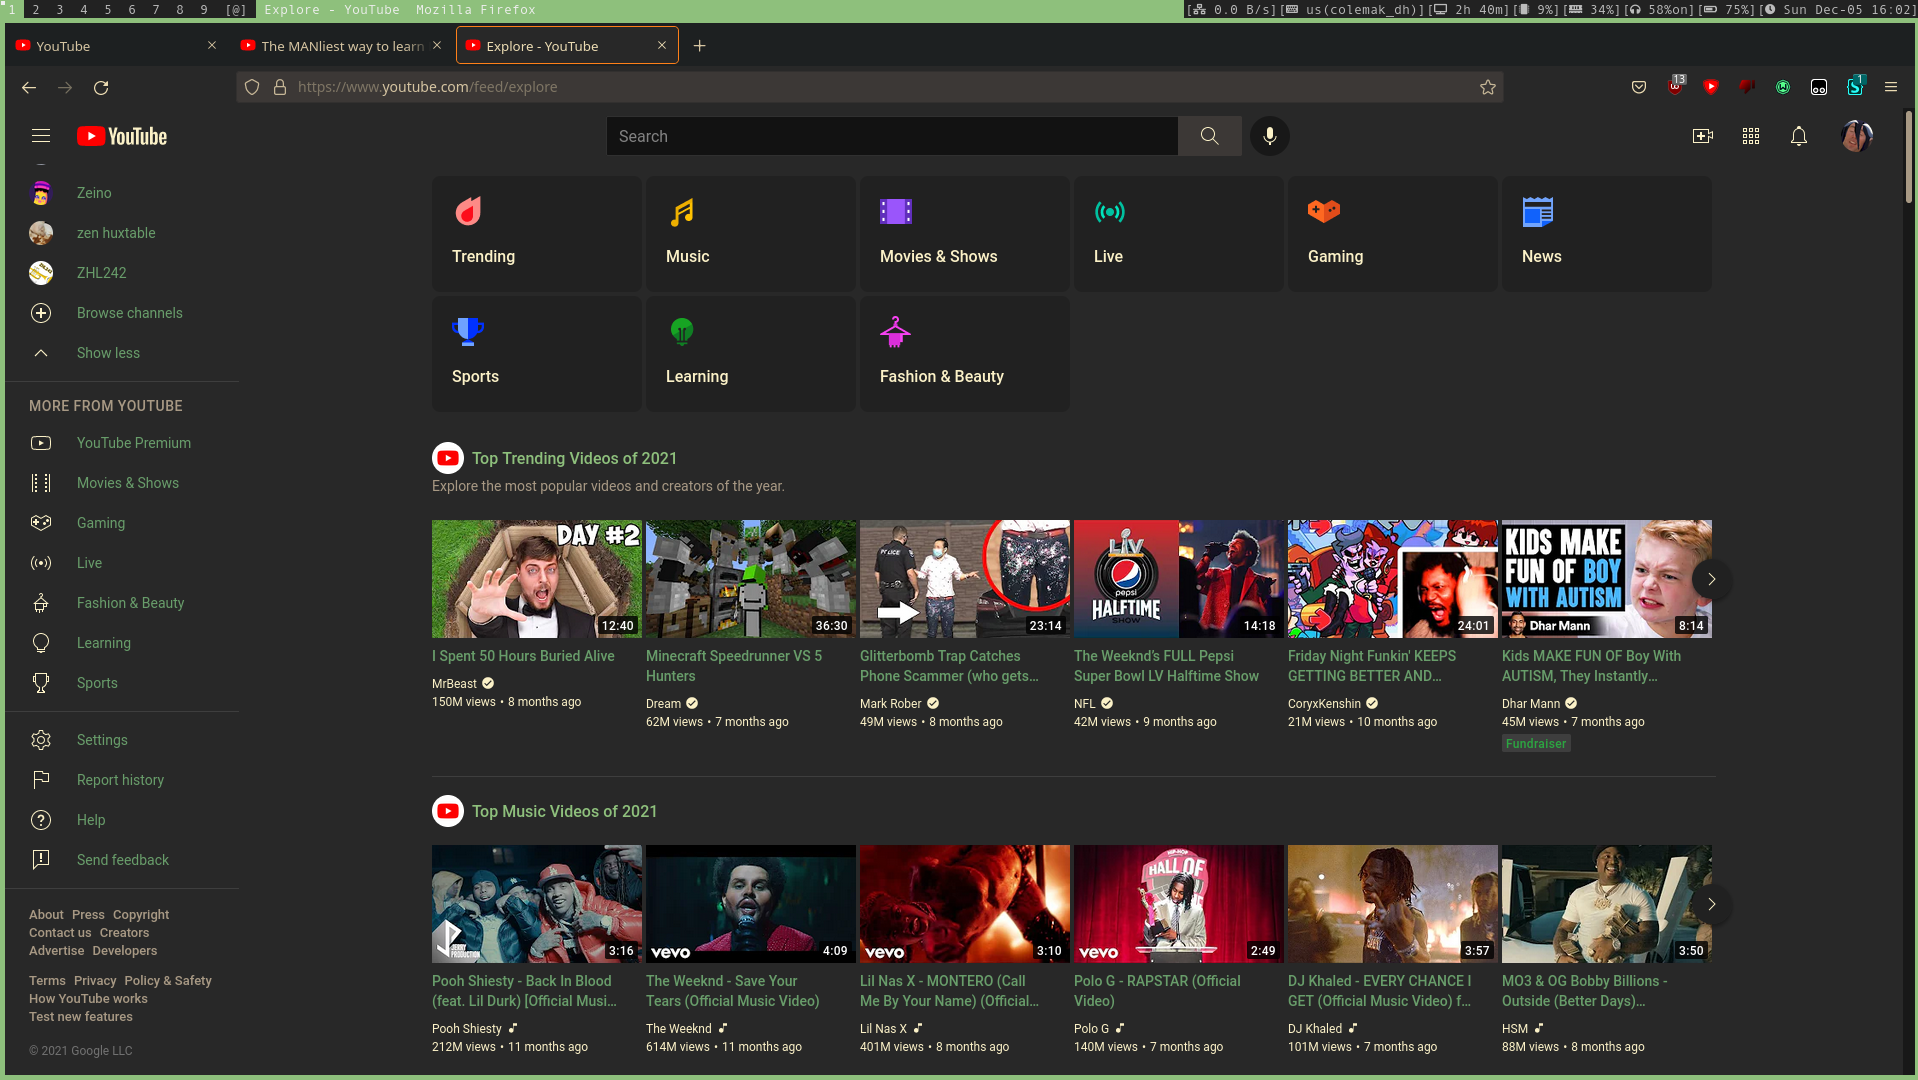 1 2 3 4 5 6 7 8 9 [@] Explore - YouTube  Mozilla Firefox
[ 0.0 B/s][ us(colemak_dh)][ 2h 40m][ 9%][ 34%][ 58%on][ 75%][ Sun Dec-05 16:02]
YouTube
The MANliest way to learn
Explore - YouTube
https://www.youtube.com/feed/explore
13
1
YouTube
Search
Zeino
zen huxtable
ZHL242
Browse channels
Show less
MORE FROM YOUTUBE
YouTube Premium
Movies & Shows
Gaming
Live
Fashion & Beauty
Learning
Sports
Settings
Report history
Help
Send feedback
About Press Copyright
Contact us Creators
Advertise Developers
Terms Privacy Policy & Safety
How YouTube works
Test new features
© 2021 Google LLC
Trending
Music
Movies & Shows
Live
Gaming
News
Sports
Learning
Fashion & Beauty
Top Trending Videos of 2021
Explore the most popular videos and creators of the year.
DAY #2
12:40
I Spent 50 Hours Buried Alive
MrBeast
150M views • 8 months ago
36:30
Minecraft Speedrunner VS 5
Hunters
Dream
62M views • 7 months ago
POLICE
23:14
Glitterbomb Trap Catches
Phone Scammer (who gets...
Mark Rober
49M views • 8 months ago
LIV
pepsi
HALFTIME
SHOW
14:18
The Weeknd's FULL Pepsi
Super Bowl LV Halftime Show
NFL
42M views • 9 months ago
24:01
Friday Night Funkin' KEEPS
GETTING BETTER AND...
CoryxKenshin
21M views • 10 months ago
KIDS MAKE
FUN OF BOY
WITH AUTISM
Dhar Mann
8:14
Kids MAKE FUN OF Boy With
AUTISM, They Instantly...
Dhar Mann
45M views • 7 months ago
Fundraiser
Top Music Videos of 2021
JERRY
PRODUCTION
3:16
Pooh Shiesty - Back In Blood
(feat. Lil Durk) [Official Musi...
Pooh Shiesty
212M views • 11 months ago
vevo
4:09
The Weeknd - Save Your
Tears (Official Music Video)
The Weeknd
614M views • 11 months ago
vevo
3:10
Lil Nas X - MONTERO (Call
Me By Your Name) (Official...
Lil Nas X
401M views • 8 months ago
HIP-HOP
HALL OF
vevo
2:49
Polo G - RAPSTAR (Official
Video)
Polo G
140M views • 7 months ago
3:57
DJ Khaled - EVERY CHANCE I
GET (Official Music Video) f...
DJ Khaled
101M views • 7 months ago
3:50
MO3 & OG Bobby Billions -
Outside (Better Days)...
HSM
88M views • 8 months ago